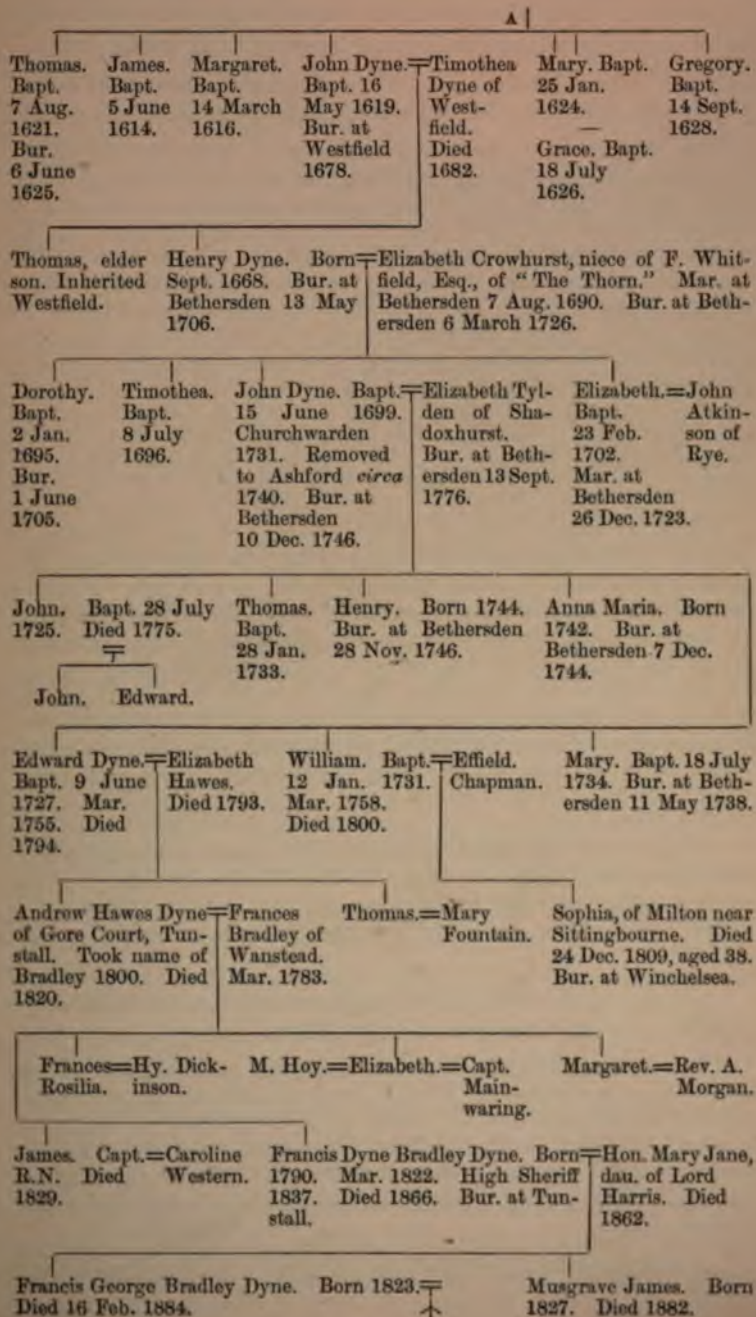 A
Thomas.
Bapt.
7 Aug.
1621.
Bur.
6 June
1625.
James.
Bapt.
5 June
1614.
Margaret.
Bapt.
14 March
1616.
John Dyne.
Bapt. 16
May 1619.
Bur. at
Westfield
1678.
Timothea
Dyne of
West-
field.
Died
1682.
Mary. Bapt.
25 Jan.
1624.
—
Grace. Bapt.
18 July
1626.
Gregory.
Bapt.
14 Sept.
1628.
Thomas, elder
son. Inherited
Westfield.
Henry Dyne. Born
Sept. 1668. Bur. at
Bethersden 13 May
1706.
Elizabeth Crowhurst, niece of F. Whit-
field, Esq., of "The Thorn." Mar. at
Bethersden 7 Aug. 1690. Bur. at Beth-
ersden 6 March 1726.
Dorothy.
Bapt.
2 Jan.
1695.
Bur.
1 June
1705.
Timothea.
Bapt.
8 July
1696.
John Dyne. Bapt.
15 June 1699.
Churchwarden
1731. Removed
to Ashford circa
1740. Bur. at
Bethersden
10 Dec. 1746.
Elizabeth Tyl-
den of Sha-
doxhurst.
Bur. at Beth-
ersden 13 Sept.
1776.
Elizabeth.=John
Bapt. Atkin-
23 Feb. son of
1702. Rye.
Mar. at
Bethersden
26 Dec. 1723.
John. Bapt. 28 July
1725. Died 1775.
John. Edward.
Thomas.
Bapt.
28 Jan.
1733.
Henry. Born 1744.
Bur. at Bethersden
28 Nov. 1746.
Anna Maria. Born
1742. Bur. at
Bethersden 7 Dec.
1744.
Edward Dyne.
Bapt. 9 June
1727. Mar.
1755. Died
1794.
Elizabeth
Hawes.
Died 1793.
William. Bapt.
12 Jan. 1731.
Mar. 1758.
Died 1800.
Effield.
Chapman.
Mary. Bapt. 18 July
1734. Bur. at Beth-
ersden 11 May 1738.
Andrew Hawes Dyne
of Gore Court, Tun-
stall. Took name of
Bradley 1800. Died
1820.
Frances
Bradley of
Wanstead.
Mar. 1783.
Thomas.=Mary
Fountain.
Sophia, of Milton near
Sittingbourne. Died
24 Dec. 1809, aged 38.
Bur. at Winchelsea.
Frances=Hy. Dick-
Rosilia. inson.
M. Hoy.=Elizabeth.=Capt.
Main-
waring.
Margaret.=Rev. A.
Morgan.
James. Capt.=Caroline
R.N. Died Western.
1829.
Francis Dyne Bradley Dyne. Born
1790. Mar. 1822. High Sheriff
1837. Died 1866. Bur. at Tun-
stall.
Hon. Mary Jane,
dau. of Lord
Harris. Died
1862.
Francis George Bradley Dyne. Born 1823.
Died 16 Feb. 1884.
Musgrave James. Born
1827. Died 1882.